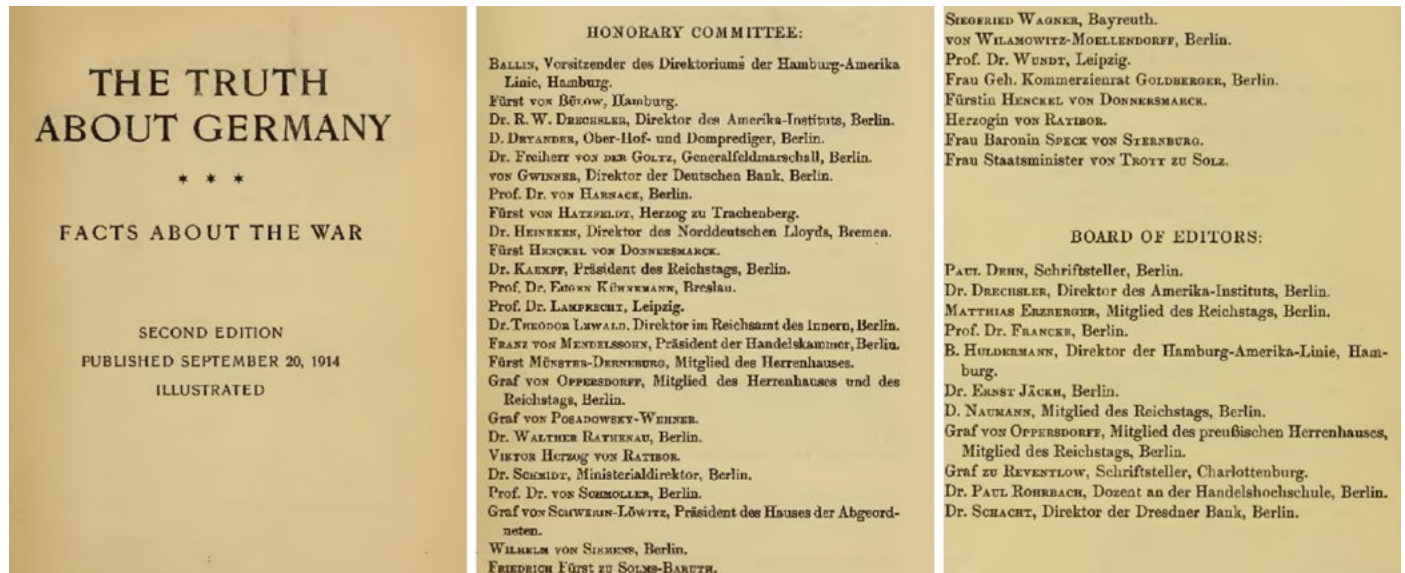 THE TRUTH
ABOUT GERMANY
* * *
FACTS ABOUT THE WAR
SECOND EDITION
PUBLISHED SEPTEMBER 20, 1914
ILLUSTRATED
HONORARY COMMITTEE:
BALLIN, Vorsitzender des Direktoriums der Hamburg-Amerika
Linie, Hamburg.
Fürst von BÜLOW, Hamburg.
Dr. R. W. DRECHSLER, Direktor des Amerika-Instituts, Berlin.
D. DRYANDER, Ober-Hof- und Domprediger, Berlin.
Dr. Freiherr VON DER GOLTZ, Generalfeldmarschall, Berlin.
VON GWINNER, Direktor der Deutschen Bank, Berlin.
Prof. Dr. VON HARNACK, Berlin.
Fürst VON HATZFELDT, Herzog zu Trachenberg.
Dr. HEINEKEN, Direktor des Norddeutschen Lloyds, Bremen.
Fürst HENCKEL VON DONNERSMARCK.
Dr. KAEMPF, Präsident des Reichstags, Berlin.
Prof. Dr. EUGEN KÜHNEMANN, Breslau.
Prof. Dr. LAMPRECHT, Leipzig.
Dr. THEODOR LEWALD, Direktor im Reichsamt des Innern, Berlin.
FRANZ VON MENDELSSOHN, Präsident der Handelskammer, Berlin.
Fürst MÜNSTER-DERNEBURG, Mitglied des Herrenhauses.
Graf VON OPPERSDORFF, Mitglied des Herrenhauses und des
Reichstags, Berlin.
Graf VON POSADOWSKY-WEHNER.
Dr. WALTHER RATHENAU, Berlin.
VIKTOR Herzog VON RATIBOR.
Dr. SCHMIDT, Ministerialdirektor, Berlin.
Prof. Dr. VON SCHMOLLER, Berlin.
Graf VON SCHWERIN-LÖWITZ, Präsident des Hauses der Abgeord-
neten.
WILHELM VON SIEMENS, Berlin.
FRIEDRICH Fürst zu SOLMS-BARUTH.
SIEGFRIED WAGNER, Bayreuth.
VON WILAMOWITZ-MOELLENDORFF, Berlin.
Prof. Dr. WUNDT, Leipzig.
Frau Geh. Kommerzienrat GOLDBERGER, Berlin.
Fürstin HENCKEL VON DONNERSMARCK.
Herzogin VON RATIBOR.
Frau Baronin SPECK VON STERNBURG.
Frau Staatsminister VON TROTT ZU SOLZ.
BOARD OF EDITORS:
PAUL DEHN, Schriftsteller, Berlin.
Dr. DRECHSLER, Direktor des Amerika-Instituts, Berlin.
MATTHIAS ERZBERGER, Mitglied des Reichstags, Berlin.
Prof. Dr. FRANCKE, Berlin.
B. HULDERMANN, Direktor der Hamburg-Amerika-Linie, Ham-
burg.
Dr. ERNST JÄCKH, Berlin.
D. NAUMANN, Mitglied des Reichstags, Berlin.
Graf VON OPPERSDORFF, Mitglied des preußischen Herrenhauses,
Mitglied des Reichstags, Berlin.
Graf ZU REVENTLOW, Schriftsteller, Charlottenburg.
Dr. PAUL ROHRBACH, Dozent an der Handelshochschule, Berlin.
Dr. SCHACHT, Direktor der Dresdner Bank, Berlin.